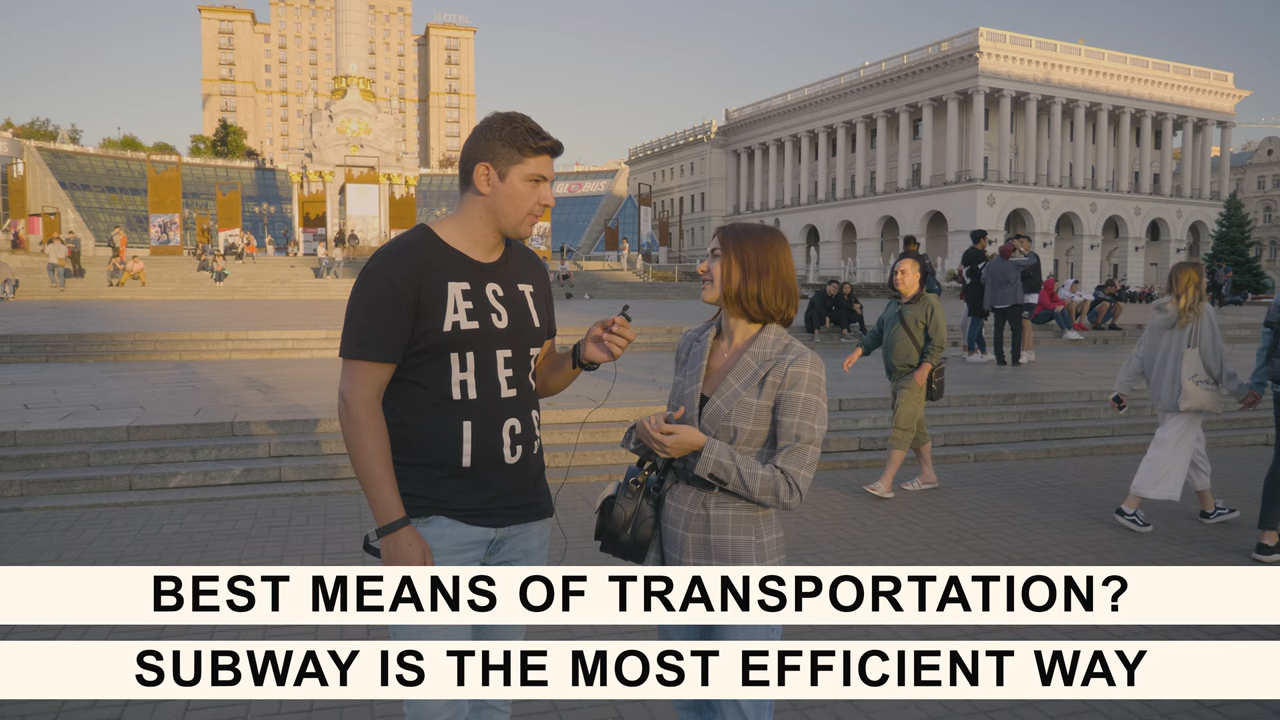 HOTEL
GLOBUS
ÆST
HET
ICS
BEST MEANS OF TRANSPORTATION?
SUBWAY IS THE MOST EFFICIENT WAY